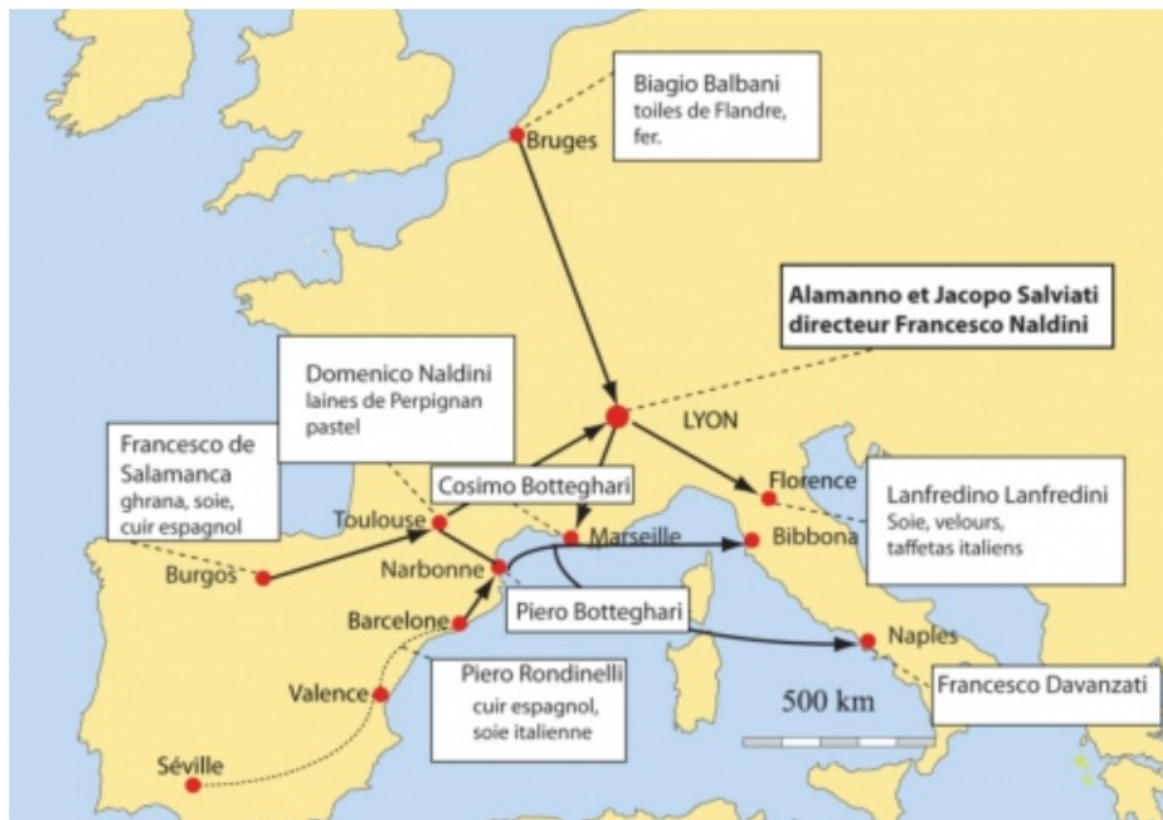 Biagio Balbani
toiles de Flandre,
fer.
Bruges
Alamanno et Jacopo Salviati
directeur Francesco Naldini
Domenico Naldini
laines de Perpignan
pastel
LYON
Francesco de
Salamanca
ghrana, soie,
cuir espagnol
Cosimo Botteghari
Florence
Lanfredino Lanfredini
Soie, velours,
taffetas italiens
Toulouse
Marseille
Bibbona
Burgos
Narbonne
Piero Botteghari
Barcelone
Naples
Piero Rondinelli
cuir espagnol,
soie italienne
Francesco Davanzati
Valence
500 km
Séville